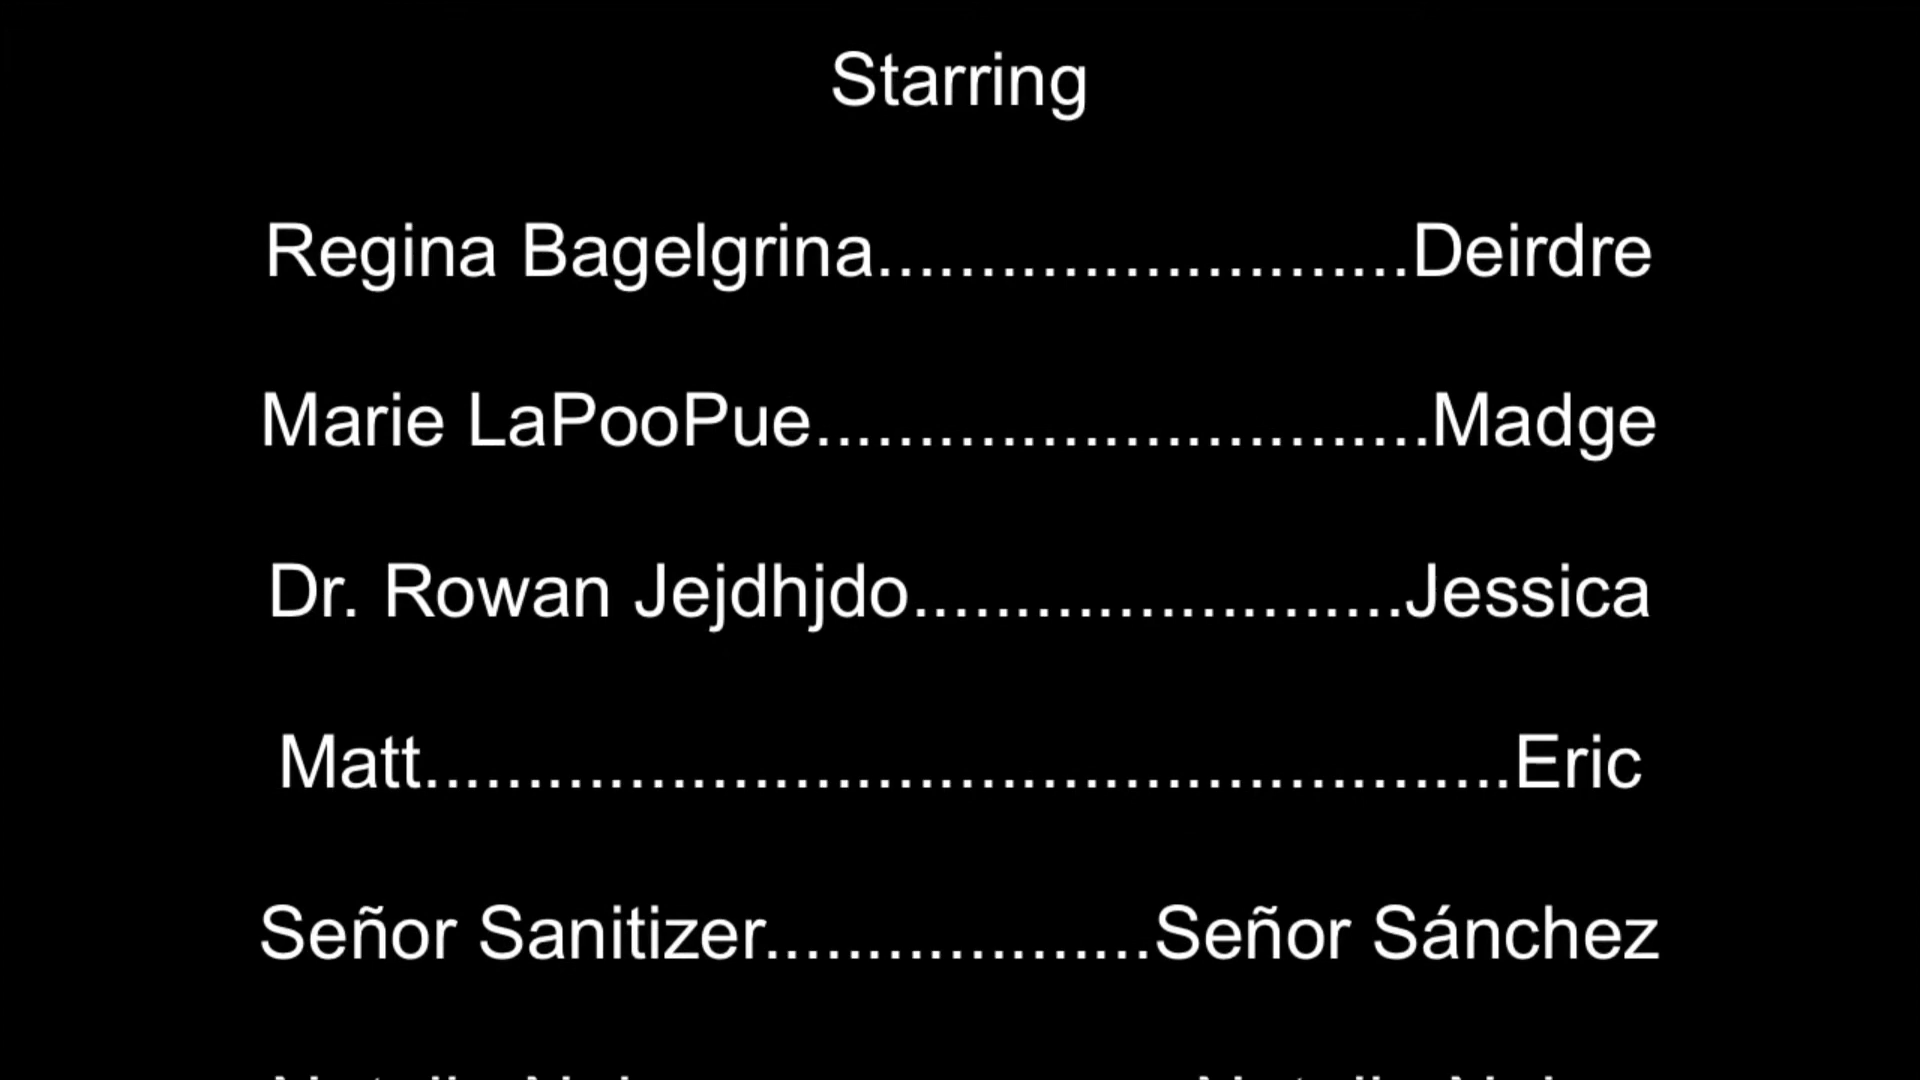 Starring
Regina Bagelgrina..........................Deirdre
Marie LaPooPue..............................Madge
Dr. Rowan Jejdhjdo........................Jessica
Matt.....................................................Eric
Señor Sanitizer...................Señor Sánchez